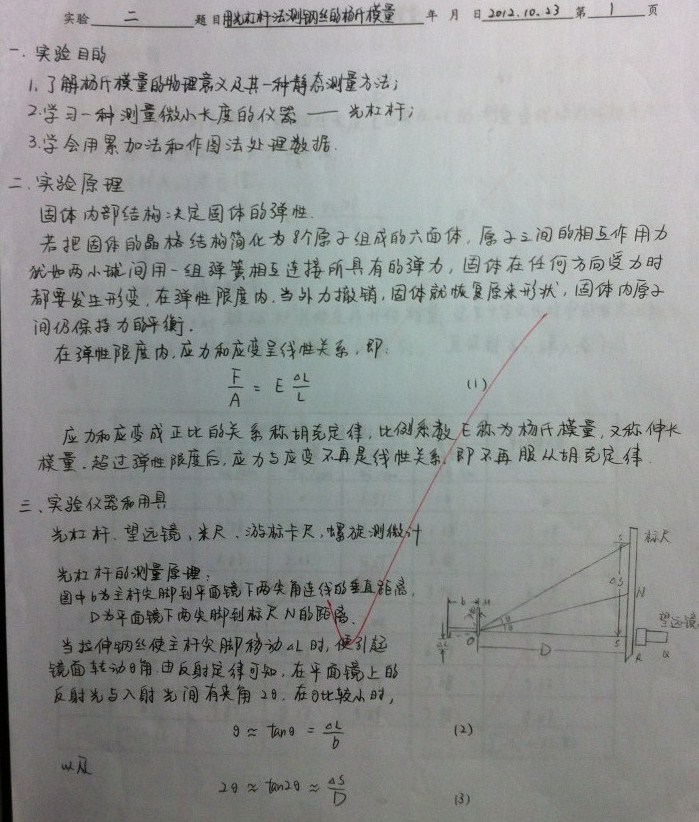 实验 二 题目 用光杠杆法测钢丝的杨氏模量 年 月 日 2012.10.23 第 1 页
一、实验目的
1.了解杨氏模量的物理意义及其一种静态测量方法;
2.学习一种测量微小长度的仪器——光杠杆;
3.学会用累加法和作图法处理数据.
二、实验原理
固体内部结构决定固体的弹性.
若把固体的晶格结构简化为8个原子组成的六面体,原子之间的相互作用力
犹如两小球间用一组弹簧相互连接所具有的弹力,固体在任何方向受力时
都要发生形变,在弹性限度内,当外力撤销,固体就恢复原来形状,固体内原子
间仍保持力的平衡.
在弹性限度内,应力和应变呈线性关系,即:
F/A = E ΔL/L (1)
应力和应变成正比的关系称胡克定律,比例系数E称为杨氏模量,又称伸长
模量.超过弹性限度后,应力与应变不再是线性关系,即不再服从胡克定律.
三、实验仪器和用具
光杠杆、望远镜、米尺、游标卡尺、螺旋测微计
光杠杆的测量原理:
图中b为主杆尖脚到平面镜下两尖角连线的垂直距离,
D为平面镜下两尖脚到标尺N的距离.
当拉伸钢丝使主杆尖脚移动ΔL时,便引起
镜面转动θ角.由反射定律可知,在平面镜上的
反射光与入射光间有夹角2θ.在θ比较小时,
θ ≈ tanθ = ΔL/b (2)
以及
2θ ≈ tan2θ ≈ ΔS/D (3)
标尺
ΔS
N
望远镜
b
M
θ
ΔL
O
D
S
R
Q